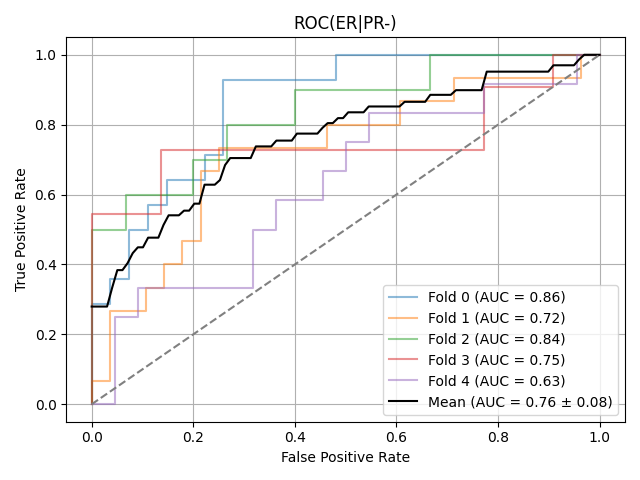 ROC(ER|PR-)
True Positive Rate
1.0
0.8
0.6
0.4
0.2
0.0
0.0 0.2 0.4 0.6 0.8 1.0
False Positive Rate
Fold 0 (AUC = 0.86)
Fold 1 (AUC = 0.72)
Fold 2 (AUC = 0.84)
Fold 3 (AUC = 0.75)
Fold 4 (AUC = 0.63)
Mean (AUC = 0.76 ± 0.08)